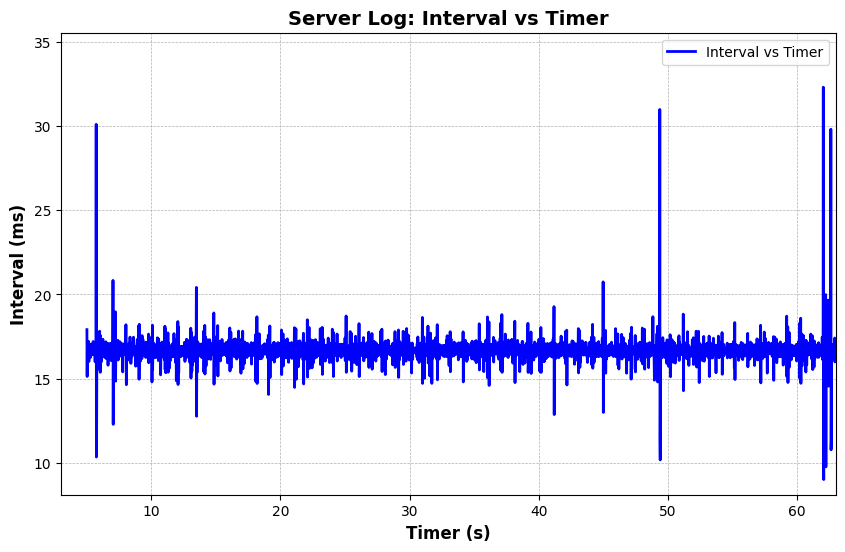 Server Log: Interval vs Timer
Interval vs Timer
35
30
25
20
15
10
Interval (ms)
10 20 30 40 50 60
Timer (s)